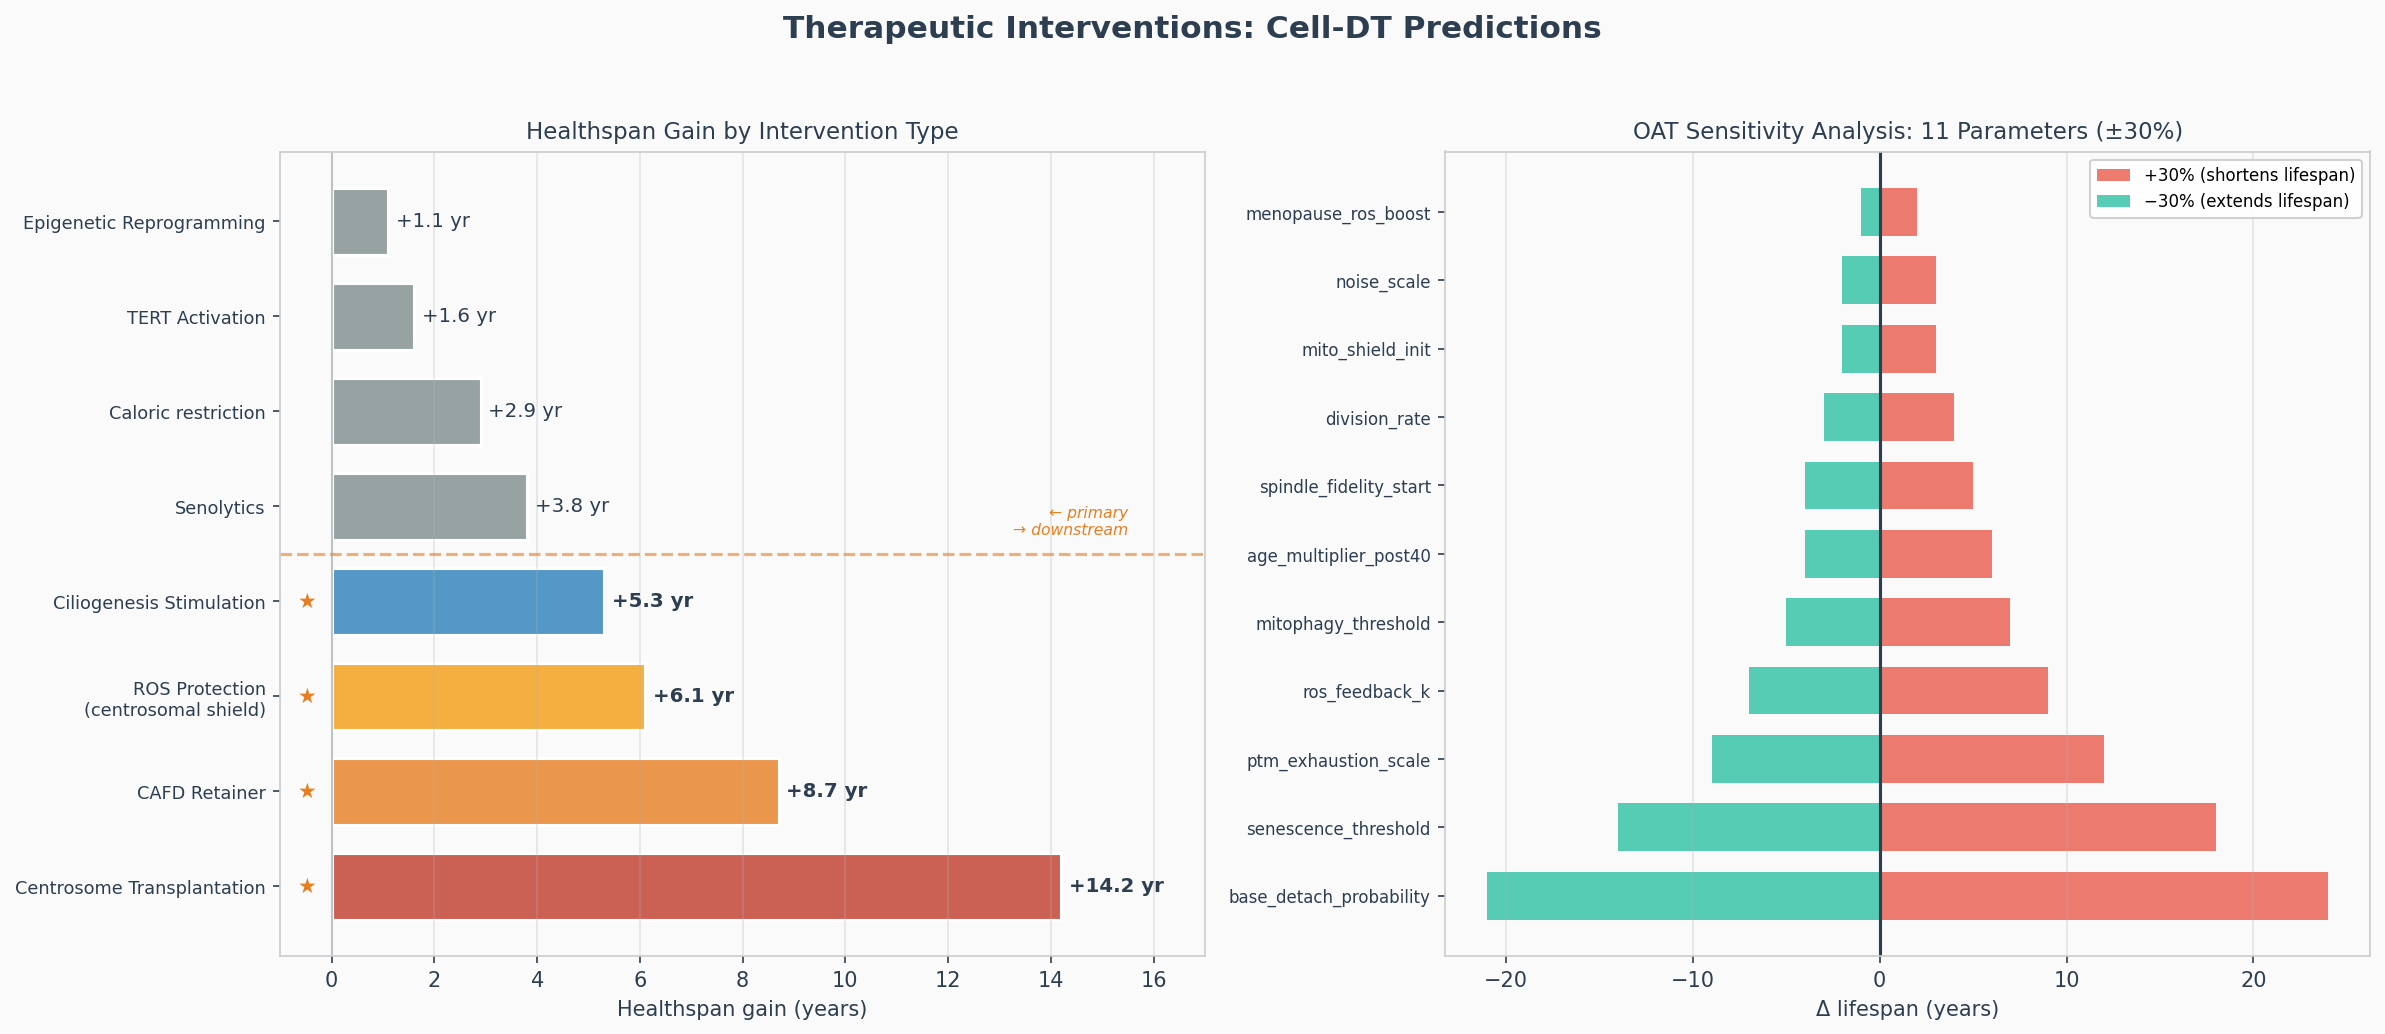 Therapeutic Interventions: Cell-DT Predictions
Healthspan Gain by Intervention Type
Epigenetic Reprogramming
+1.1 yr
TERT Activation
+1.6 yr
Caloric restriction
+2.9 yr
Senolytics
+3.8 yr
← primary
→ downstream
Ciliogenesis Stimulation
★
+5.3 yr
ROS Protection
(centrosomal shield)
★
+6.1 yr
CAFD Retainer
★
+8.7 yr
Centrosome Transplantation
★
+14.2 yr
0 2 4 6 8 10 12 14 16
Healthspan gain (years)
OAT Sensitivity Analysis: 11 Parameters (±30%)
+30% (shortens lifespan)
−30% (extends lifespan)
menopause_ros_boost
noise_scale
mito_shield_init
division_rate
spindle_fidelity_start
age_multiplier_post40
mitophagy_threshold
ros_feedback_k
ptm_exhaustion_scale
senescence_threshold
base_detach_probability
−20 −10 0 10 20
Δ lifespan (years)